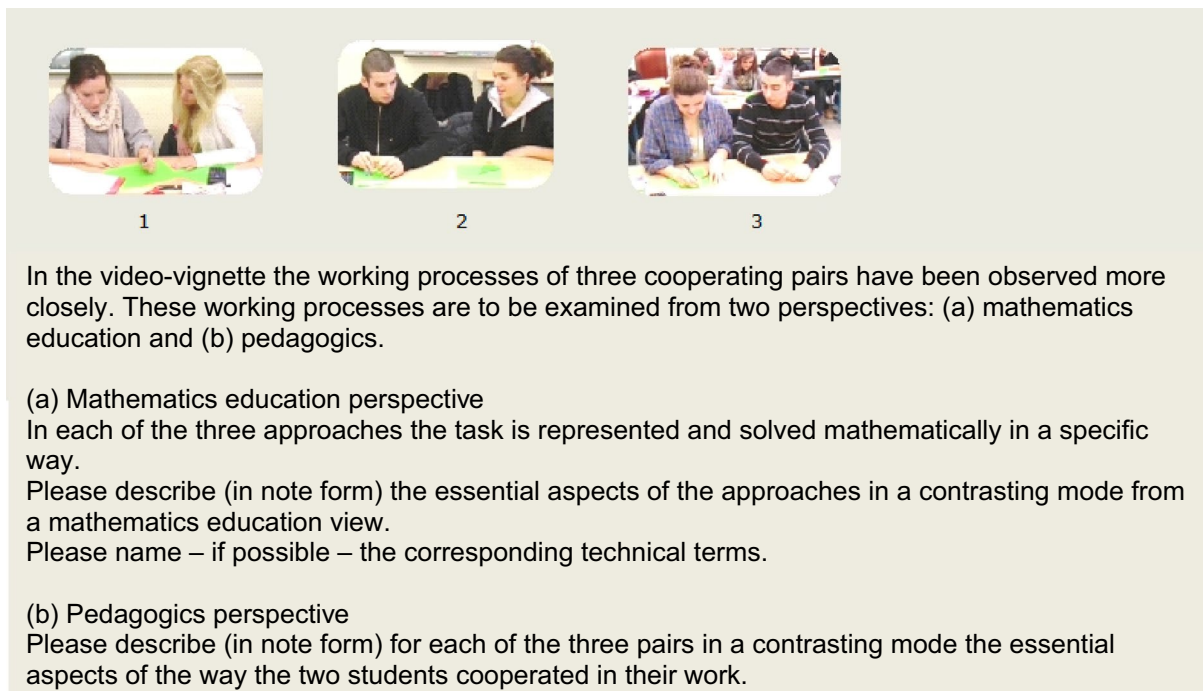 1 2 3
In the video-vignette the working processes of three cooperating pairs have been observed more
closely. These working processes are to be examined from two perspectives: (a) mathematics
education and (b) pedagogics.
(a) Mathematics education perspective
In each of the three approaches the task is represented and solved mathematically in a specific
way.
Please describe (in note form) the essential aspects of the approaches in a contrasting mode from
a mathematics education view.
Please name – if possible – the corresponding technical terms.
(b) Pedagogics perspective
Please describe (in note form) for each of the three pairs in a contrasting mode the essential
aspects of the way the two students cooperated in their work.